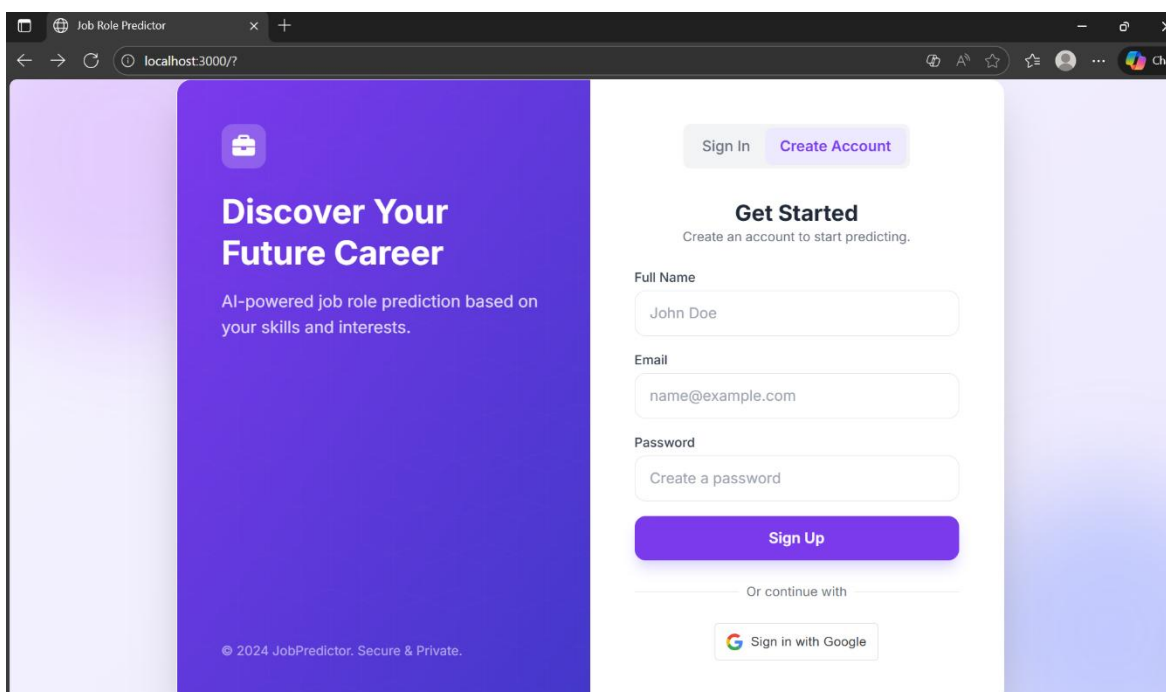 Job Role Predictor
localhost:3000/?
Ch
Discover Your
Future Career
AI-powered job role prediction based on
your skills and interests.
© 2024 JobPredictor. Secure & Private.
Sign In Create Account
Get Started
Create an account to start predicting.
Full Name
John Doe
Email
name@example.com
Password
Create a password
Sign Up
Or continue with
Sign in with Google